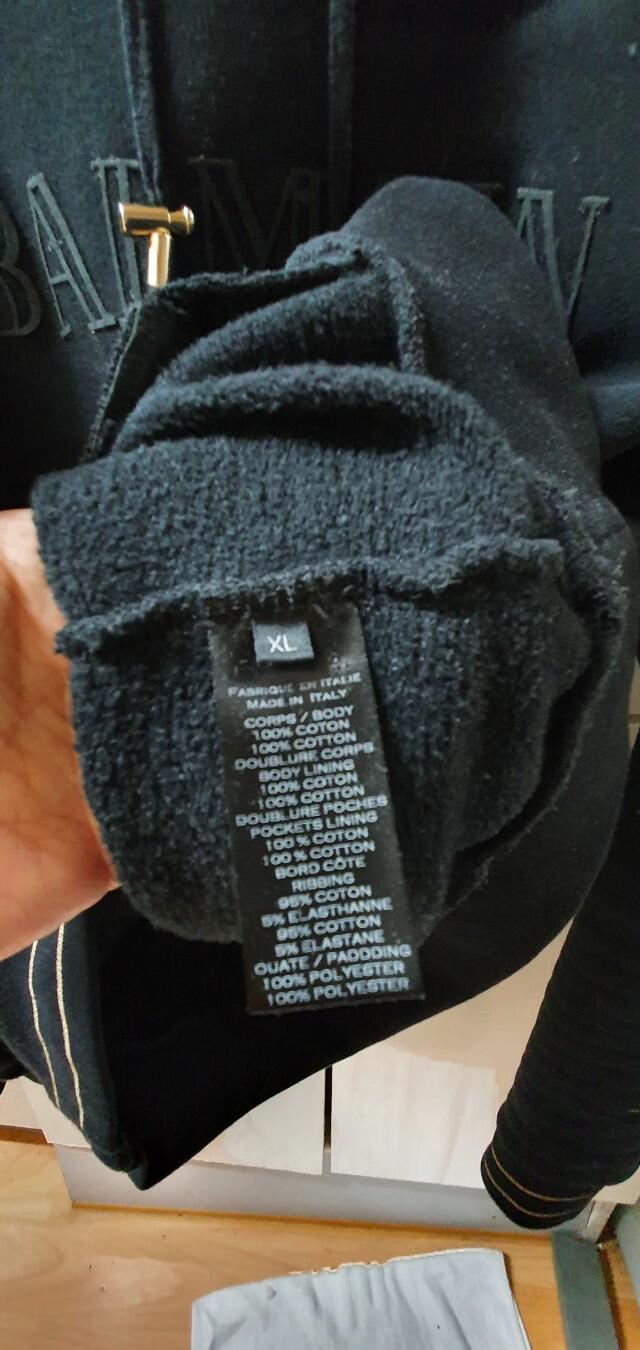 BALMAIN
XL
FABRIQUÉ EN ITALIE
MADE IN ITALY
CORPS / BODY
100% COTON
100% COTTON
DOUBLURE CORPS
BODY LINING
100% COTON
100% COTTON
DOUBLURE POCHES
POCKETS LINING
100 % COTON
100 % COTTON
BORD CÔTE
RIBBING
95% COTON
5% ELASTHANNE
95% COTTON
5% ELASTANE
OUATE / PADDDING
100% POLYESTER
100% POLYESTER